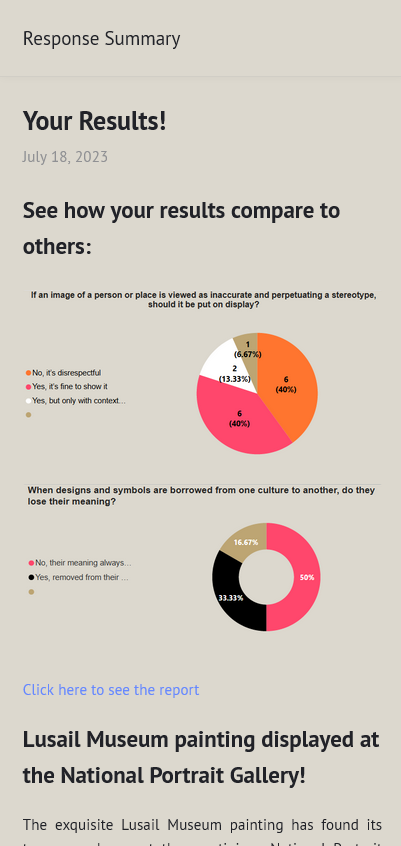 Response Summary
Your Results!
July 18, 2023
See how your results compare to
others:
If an image of a person or place is viewed as inaccurate and perpetuating a stereotype,
should it be put on display?
No, it's disrespectful
Yes, it's fine to show it
Yes, but only with context...
1
(6.67%)
2
(13.33%)
6
(40%)
6
(40%)
When designs and symbols are borrowed from one culture to another, do they
lose their meaning?
No, their meaning always...
Yes, removed from their ...
16.67%
50%
33.33%
Click here to see the report
Lusail Museum painting displayed at
the National Portrait Gallery!
The exquisite Lusail Museum painting has found its